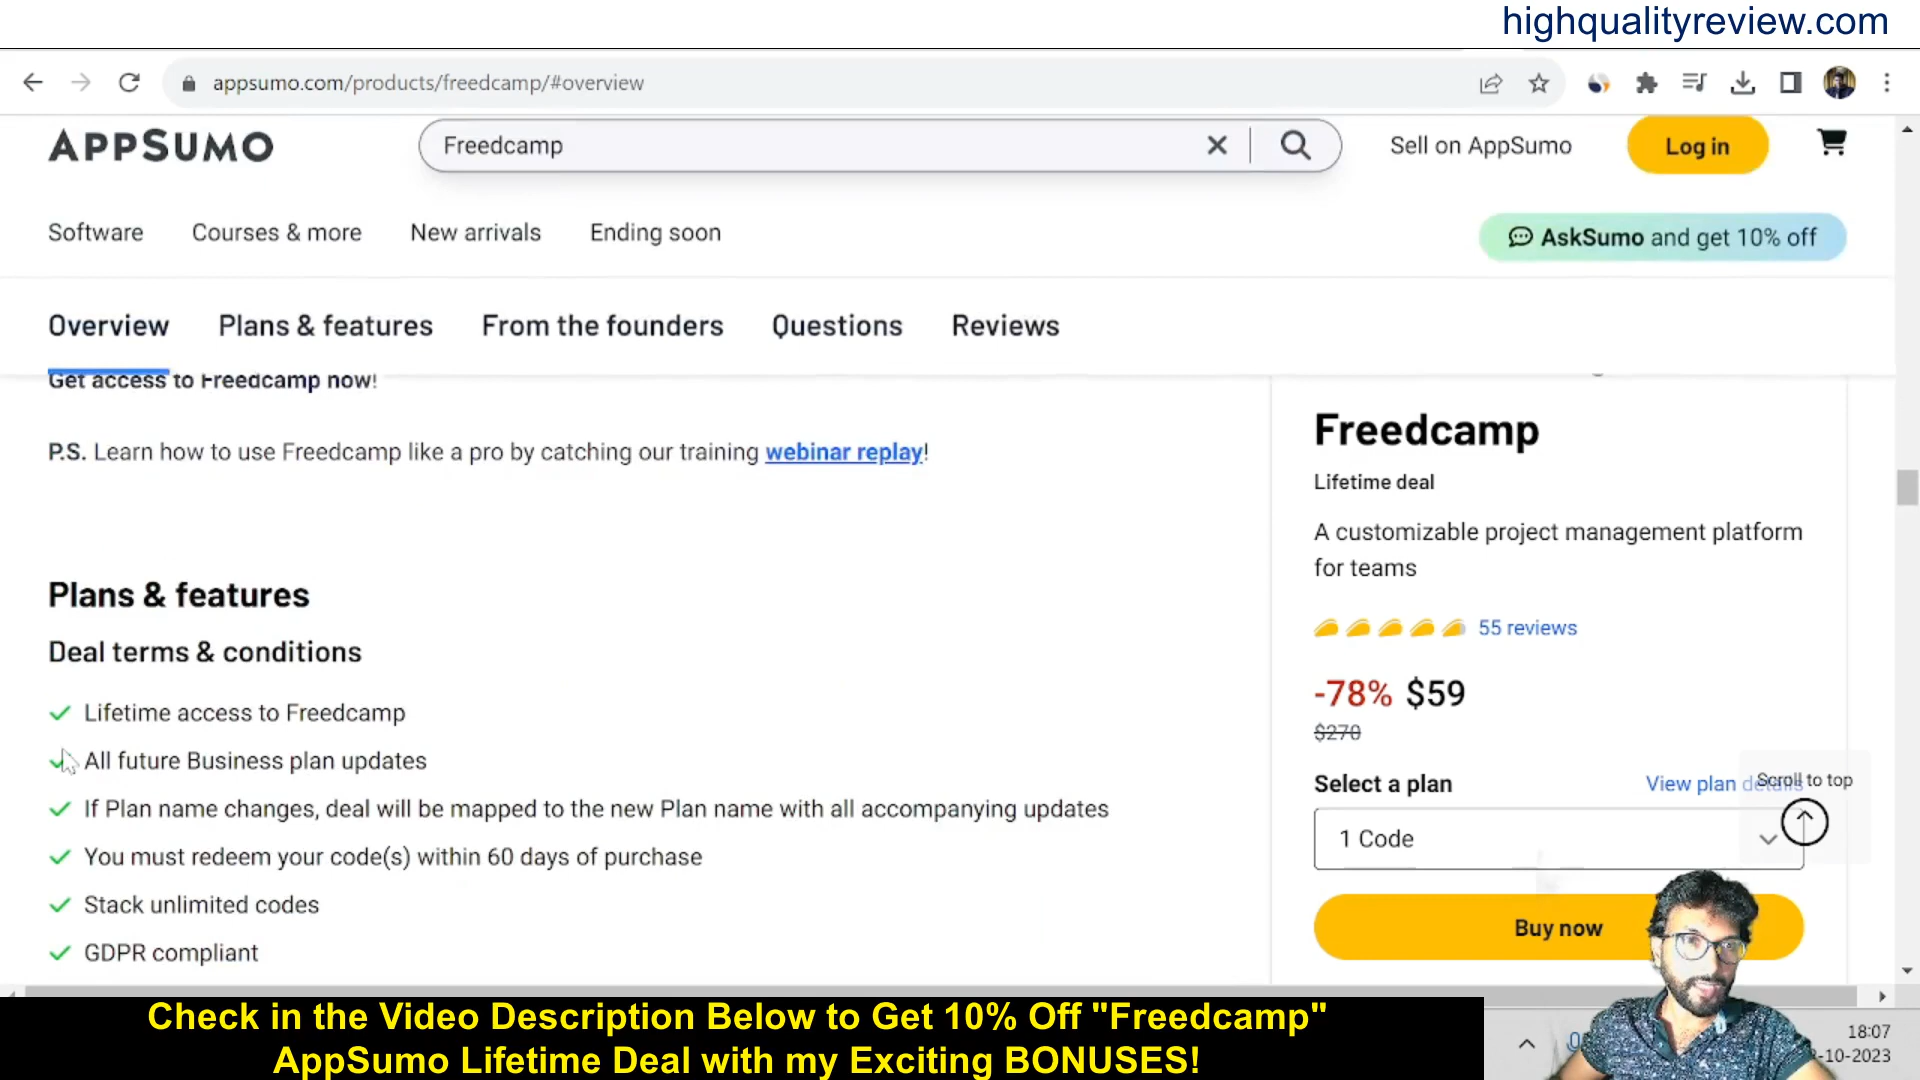 highqualityreview.com
appsumo.com/products/freedcamp/#overview
APPSUMO
Freedcamp
Sell on AppSumo
Log in
Software
Courses & more
New arrivals
Ending soon
AskSumo and get 10% off
Overview
Plans & features
From the founders
Questions
Reviews
Get access to Freedcamp now!
P.S. Learn how to use Freedcamp like a pro by catching our training webinar replay!
Plans & features
Deal terms & conditions
Lifetime access to Freedcamp
All future Business plan updates
If Plan name changes, deal will be mapped to the new Plan name with all accompanying updates
You must redeem your code(s) within 60 days of purchase
Stack unlimited codes
GDPR compliant
Freedcamp
Lifetime deal
A customizable project management platform
for teams
55 reviews
-78% $59
$270
Select a plan
View plan details
Scroll to top
1 Code
Buy now
Check in the Video Description Below to Get 10% Off "Freedcamp"
AppSumo Lifetime Deal with my Exciting BONUSES!
18:07
-10-2023